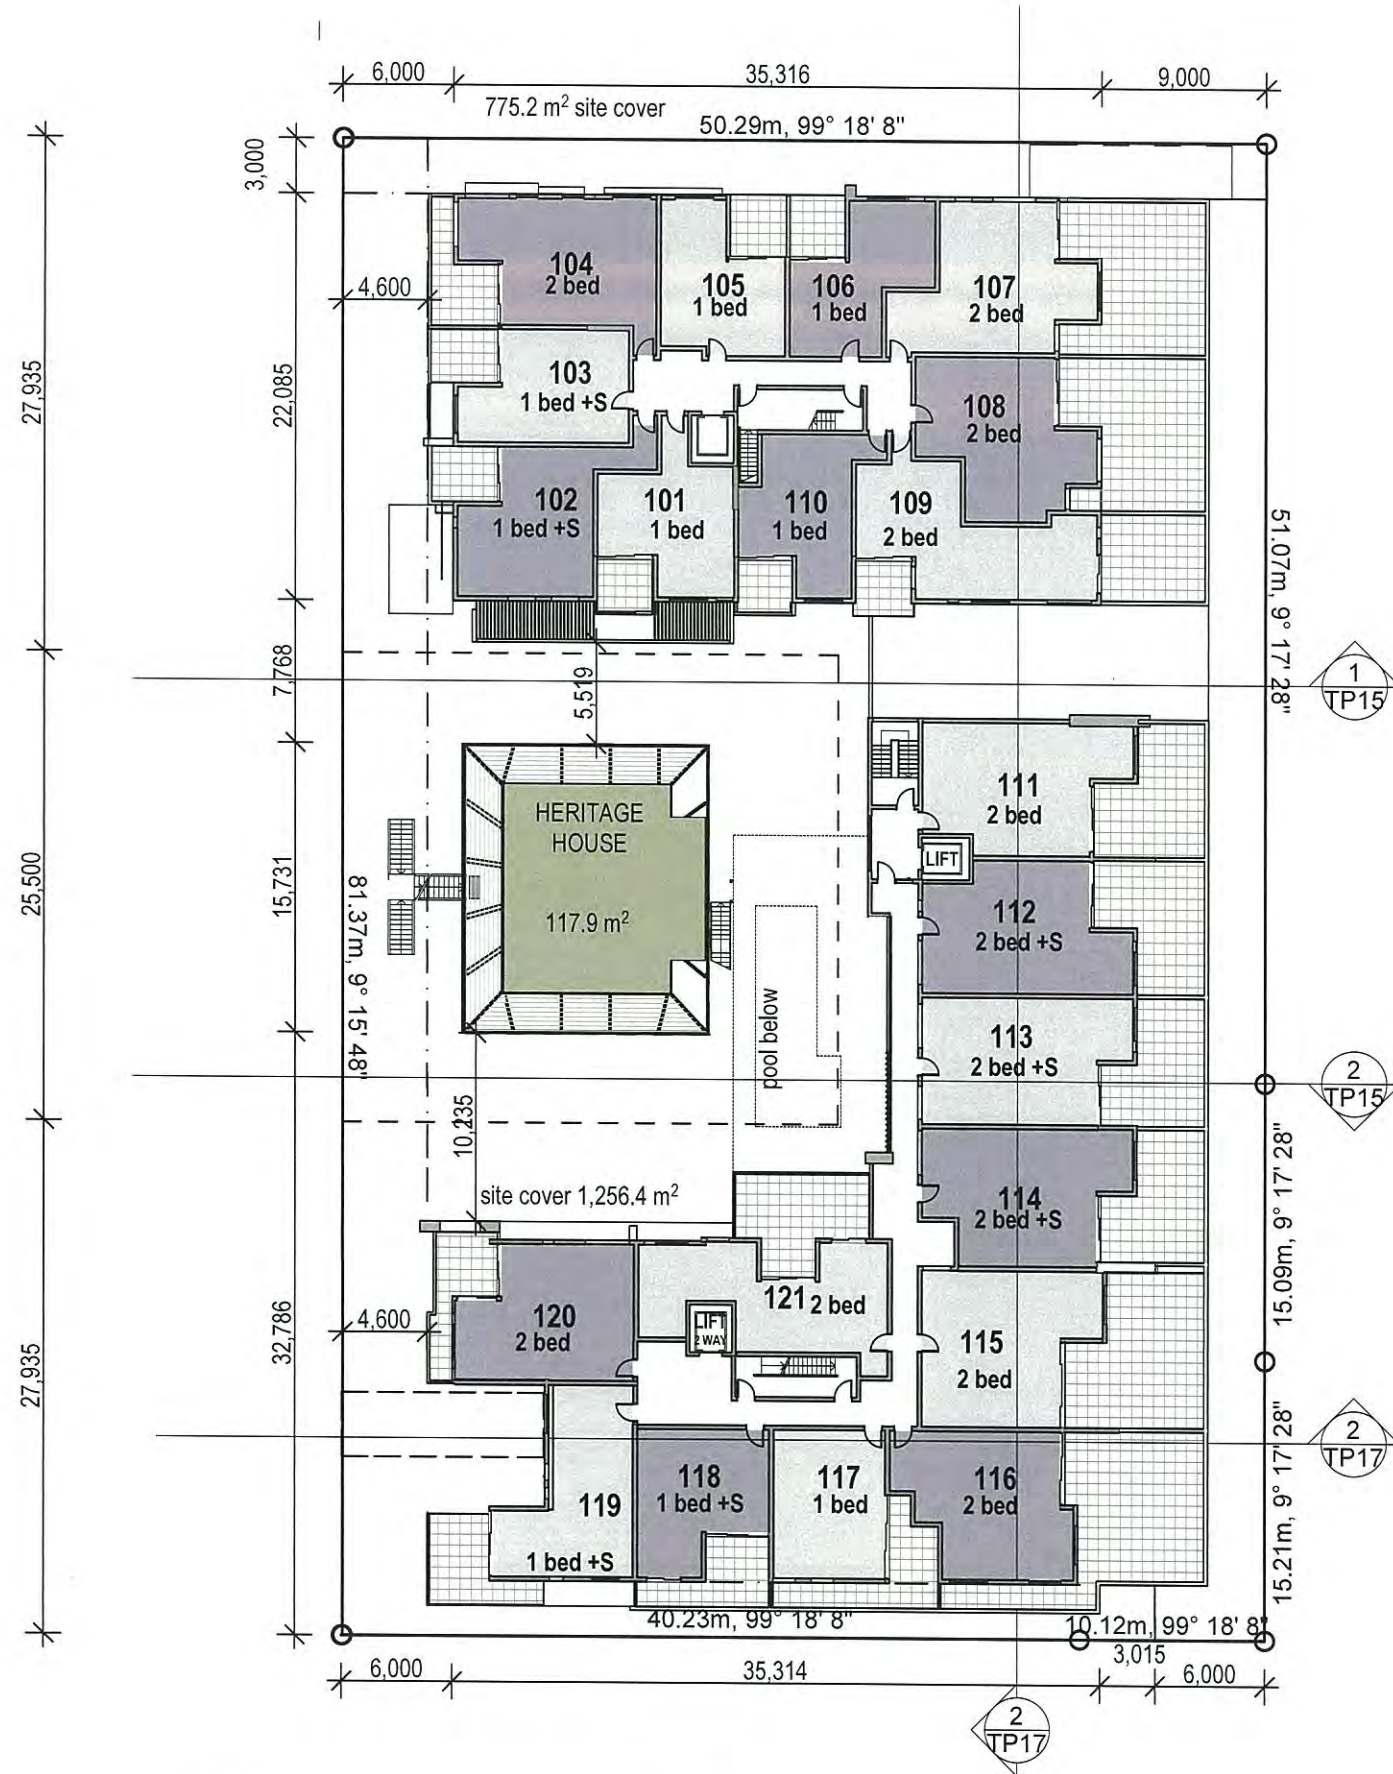 6,000
35,316
9,000
775.2 m² site cover
50.29m, 99° 18' 8"
3,000
27,935
22,085
4,600
104
2 bed
105
1 bed
106
1 bed
107
2 bed
103
1 bed +S
108
2 bed
102
1 bed +S
101
1 bed
110
1 bed
109
2 bed
51.07m, 9° 17' 28"
7,768
5,519
1
TP15
HERITAGE
HOUSE
117.9 m²
111
2 bed
LIFT
25,500
15,731
81.37m, 9° 15' 48"
112
2 bed +S
pool below
113
2 bed +S
2
TP15
10,235
site cover 1,256.4 m²
114
2 bed +S
15.09m, 9° 17' 28"
27,935
32,786
4,600
120
2 bed
121 2 bed
LIFT
2 WAY
115
2 bed
119
1 bed +S
118
1 bed +S
117
1 bed
116
2 bed
2
TP17
15.21m, 9° 17' 28"
40.23m, 99° 18' 8"
10.12m, 99° 18' 8"
6,000
35,314
3,015
6,000
2
TP17